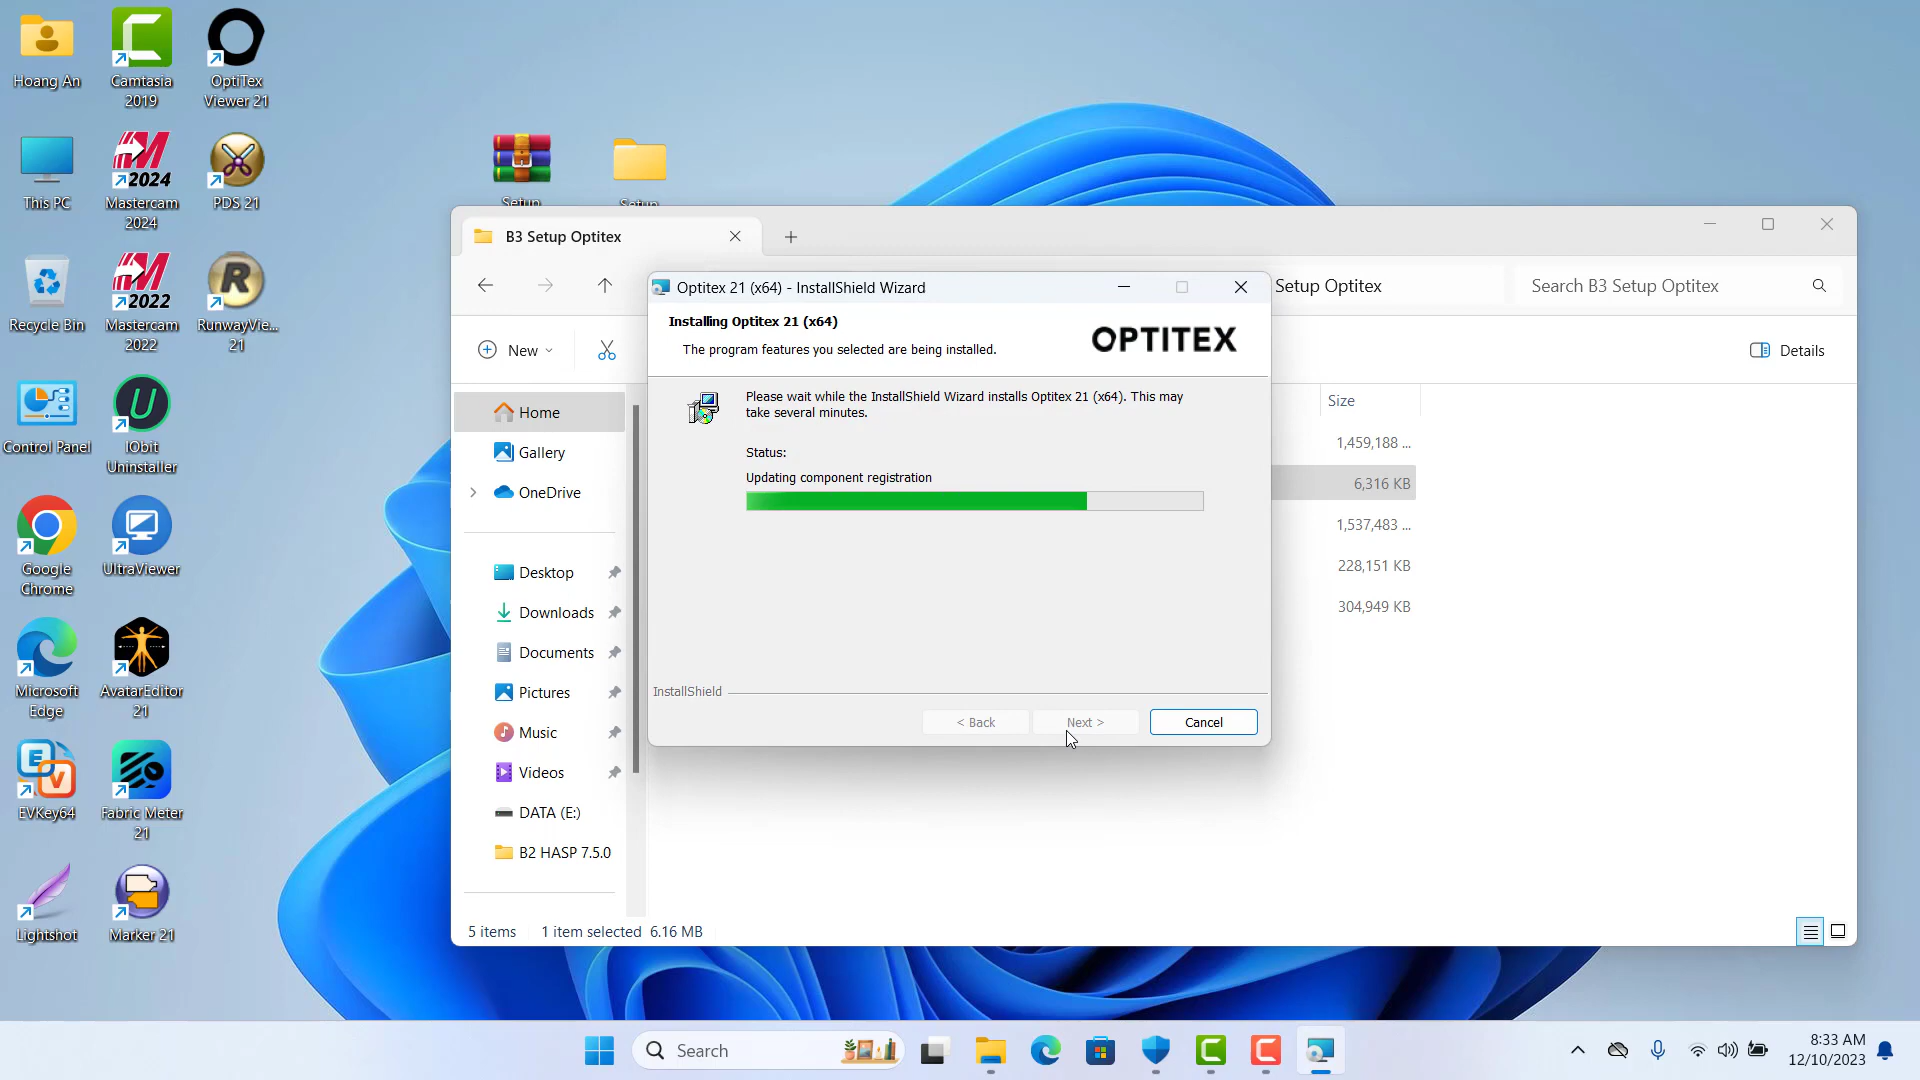 Hoang An
Camtasia
2019
OptiTex
Viewer 21
This PC
2024
Mastercam
2024
PDS 21
Recycle Bin
2022
Mastercam
2022
RunwayVie...
21
Control Panel
IObit
Uninstaller
Google
Chrome
UltraViewer
Microsoft
Edge
AvatarEditor
21
EVKey64
Fabric Meter
21
Lightshot
Marker 21
Setup
Setup
B3 Setup Optitex
Setup Optitex
Search B3 Setup Optitex
New
Details
Home
Gallery
OneDrive
Desktop
Downloads
Documents
Pictures
Music
Videos
DATA (E:)
B2 HASP 7.5.0
Size
1,459,188 ...
6,316 KB
1,537,483 ...
228,151 KB
304,949 KB
5 items
1 item selected 6.16 MB
Optitex 21 (x64) - InstallShield Wizard
Installing Optitex 21 (x64)
The program features you selected are being installed.
OPTITEX
Please wait while the InstallShield Wizard installs Optitex 21 (x64). This may
take several minutes.
Status:
Updating component registration
InstallShield
< Back
Next >
Cancel
Search
8:33 AM
12/10/2023